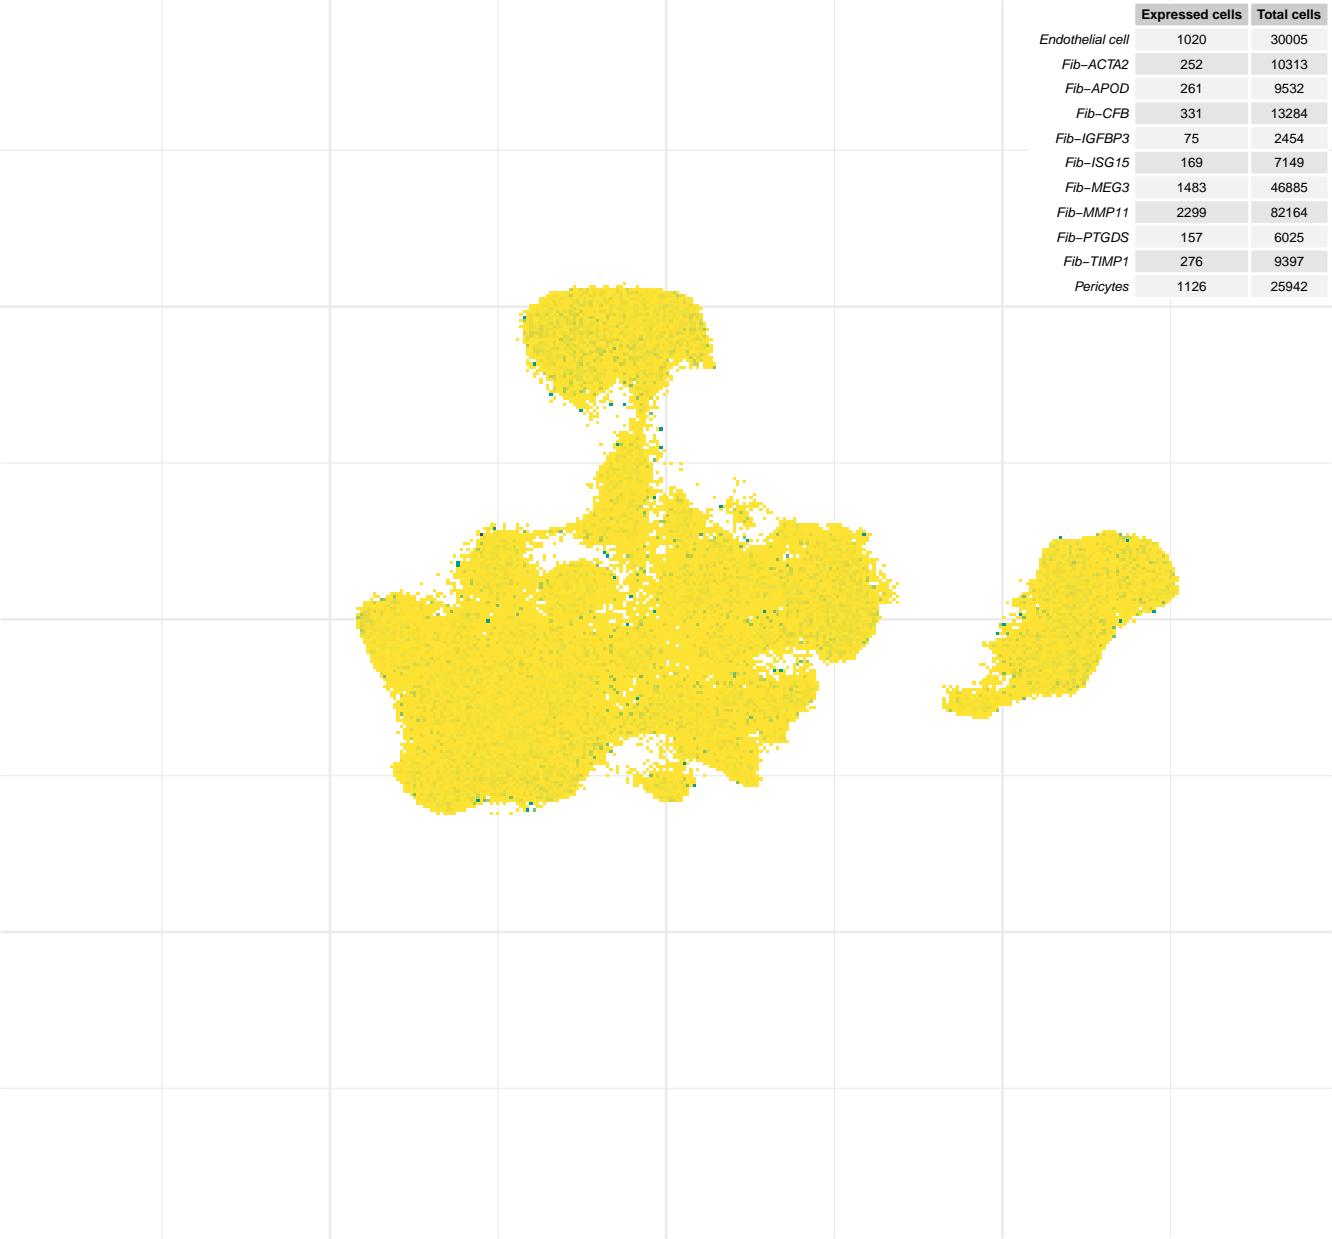 Expressed cells Total cells
Endothelial cell 1020 30005
Fib−ACTA2 252 10313
Fib−APOD 261 9532
Fib−CFB 331 13284
Fib−IGFBP3 75 2454
Fib−ISG15 169 7149
Fib−MEG3 1483 46885
Fib−MMP11 2299 82164
Fib−PTGDS 157 6025
Fib−TIMP1 276 9397
Pericytes 1126 25942